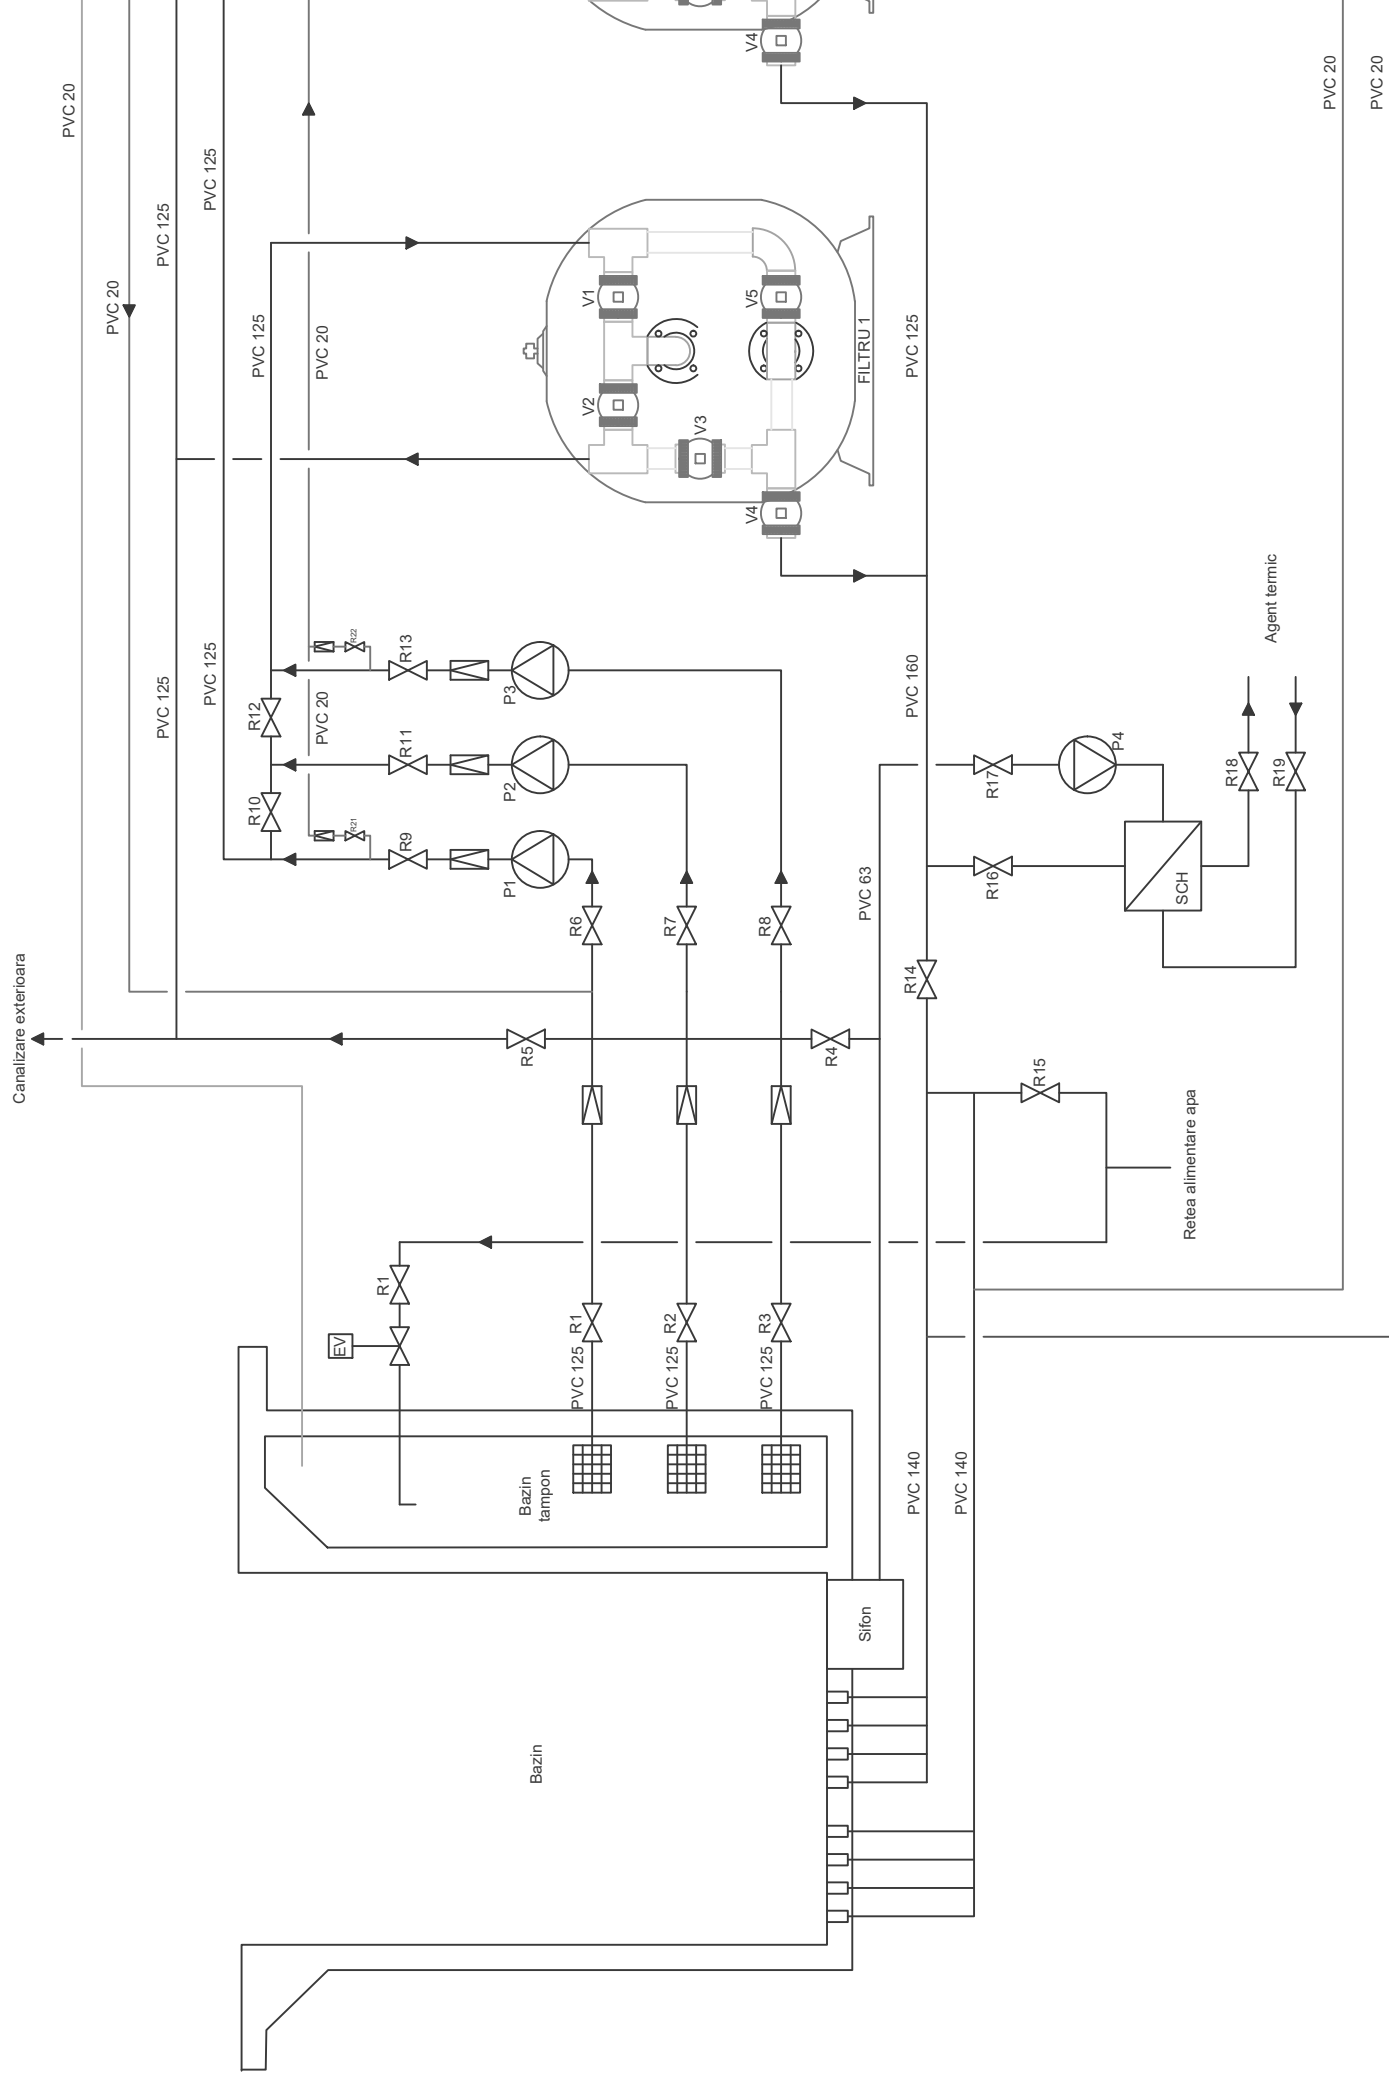 V4
PVC 20
PVC 20
PVC 20
PVC 125
PVC 125
PVC 20
PVC 125
PVC 20
V1
V5
V2
V3
V4
FILTRU 1
PVC 125
Agent termic
R22
R13
P3
PVC 125
PVC 125
R12
PVC 20
R11
P2
PVC 160
R10
R21
R9
P1
R17
P4
R18
R19
PVC 63
R16
SCH
R6
R7
R8
R14
Canalizare exterioara
R5
R4
R15
Retea alimentare apa
R1
EV
R1
R2
R3
PVC 125
PVC 125
PVC 125
Bazin
tampon
PVC 140
PVC 140
Sifon
Bazin